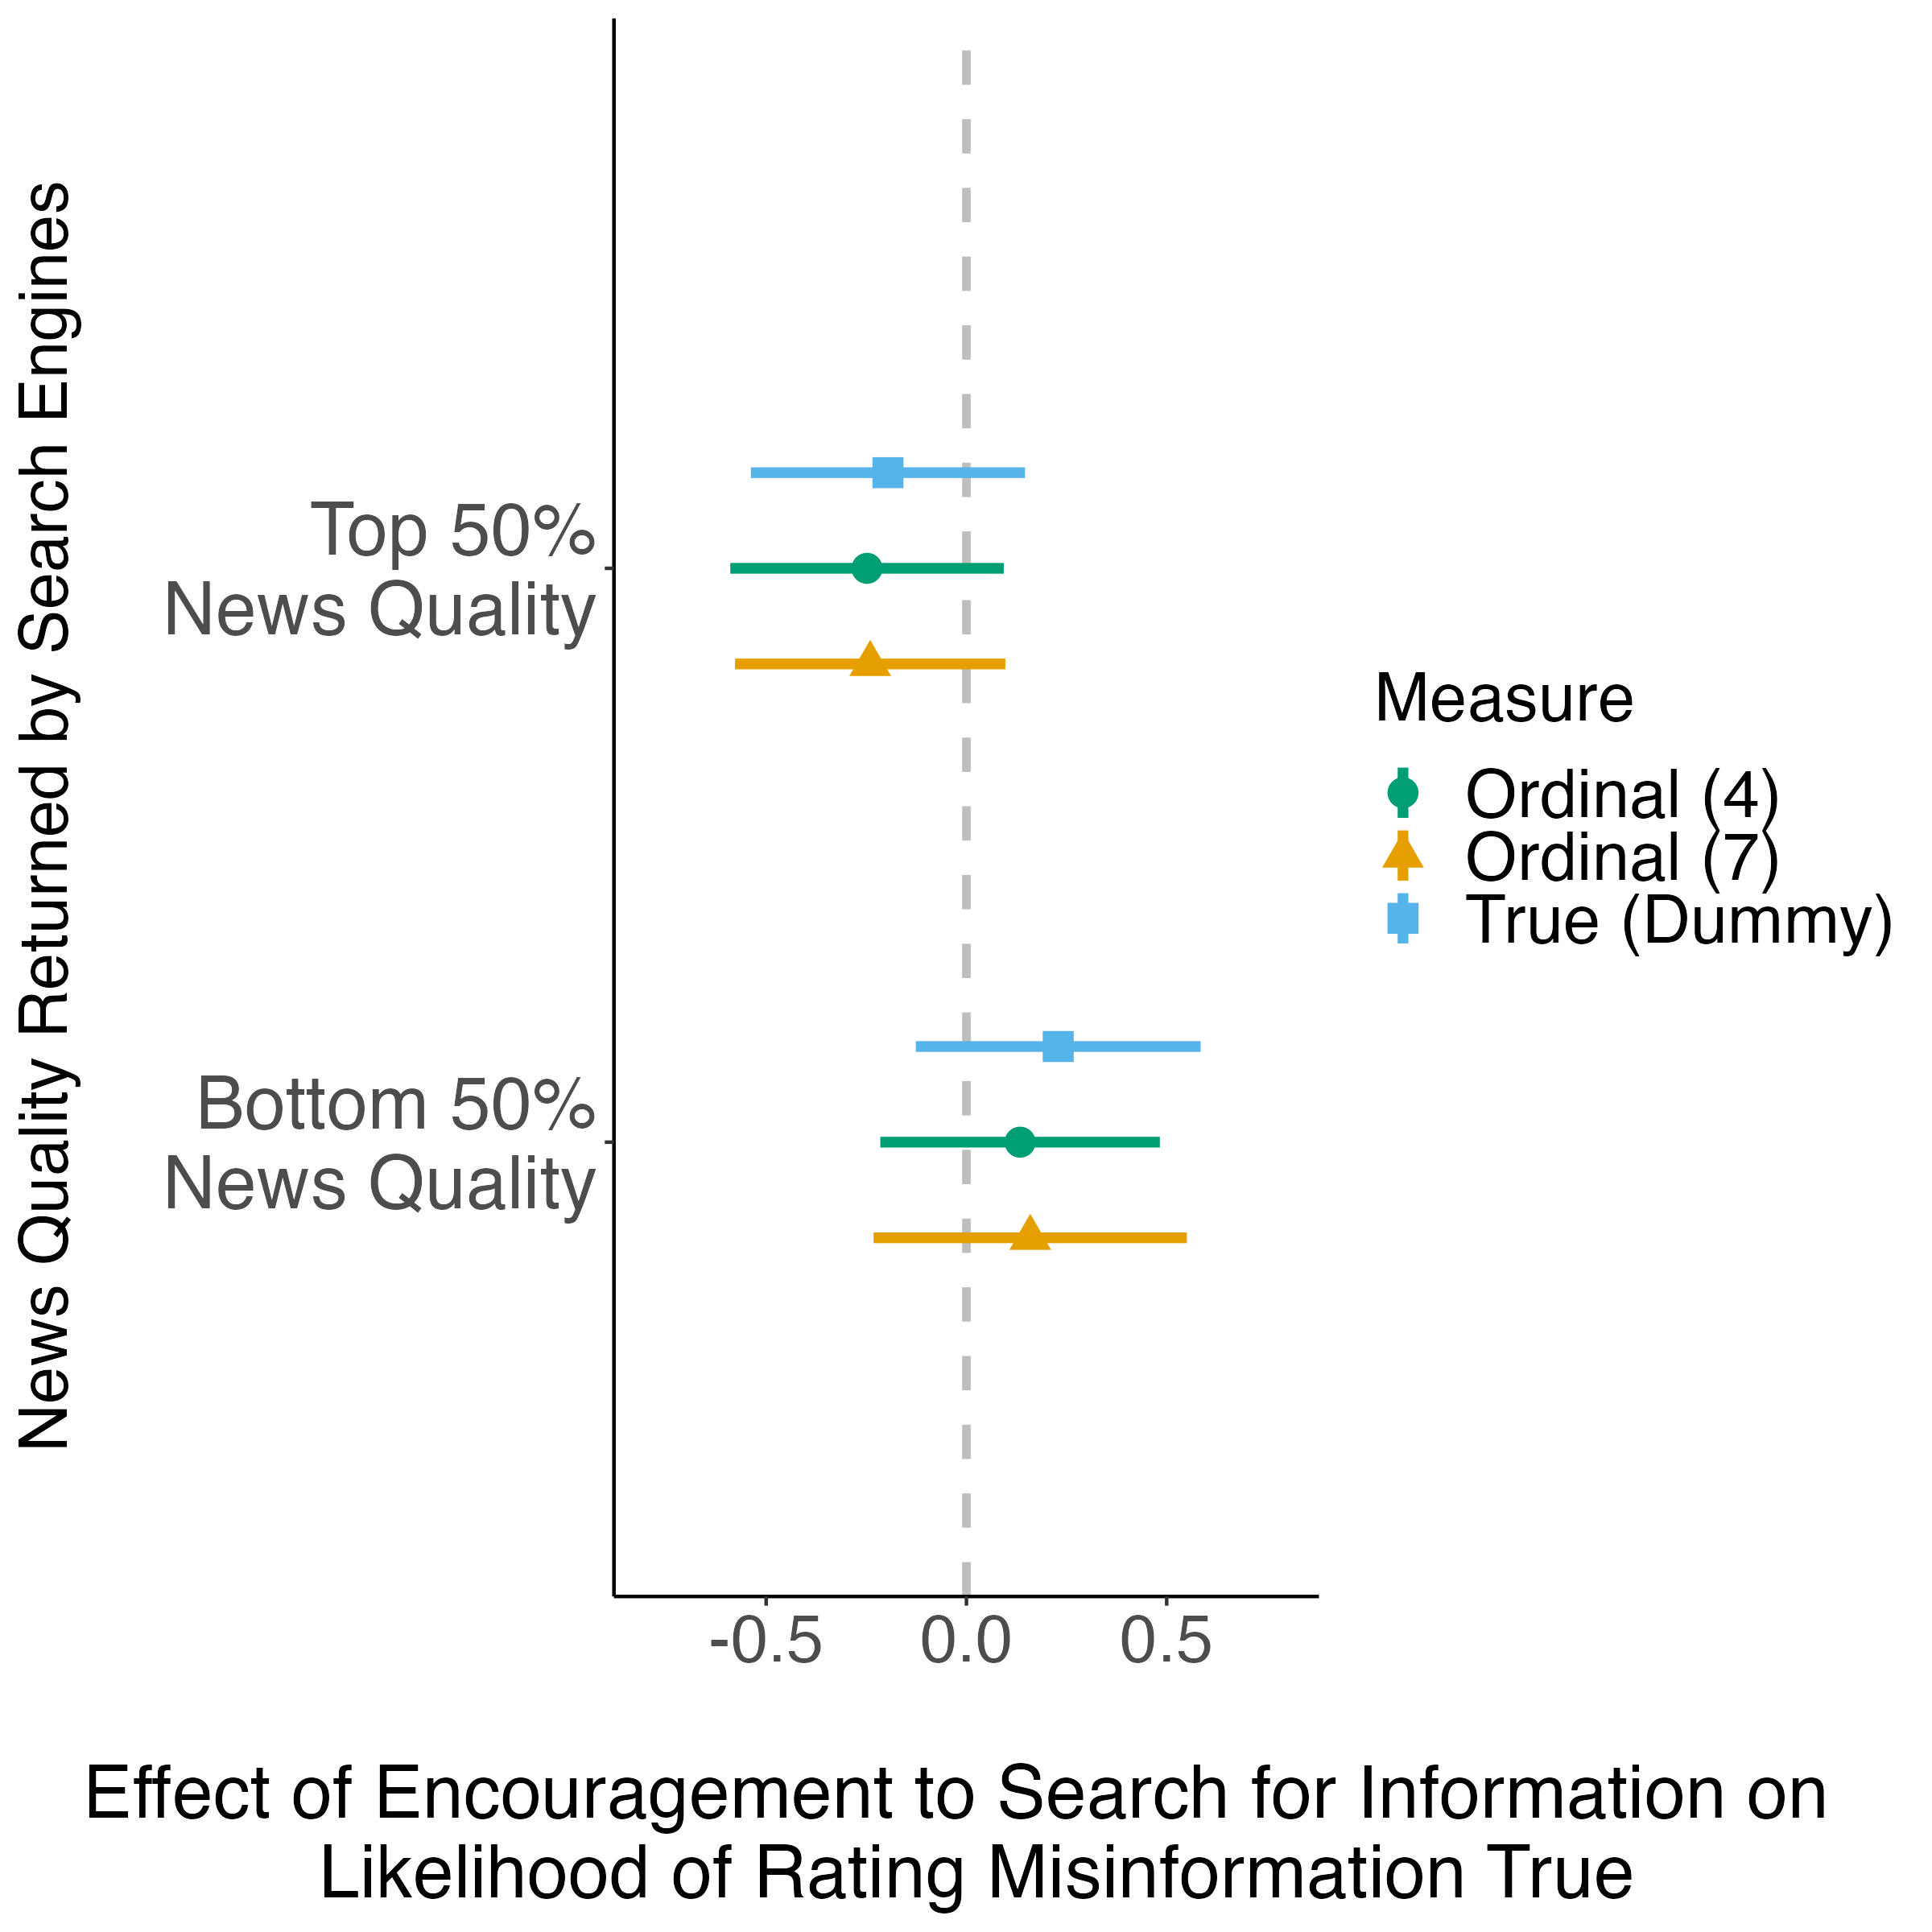 News Quality Returned by Search Engines
Top 50%
News Quality
Bottom 50%
News Quality
-0.5
0.0
0.5
Effect of Encouragement to Search for Information on
Likelihood of Rating Misinformation True
Measure
Ordinal (4)
Ordinal (7)
True (Dummy)